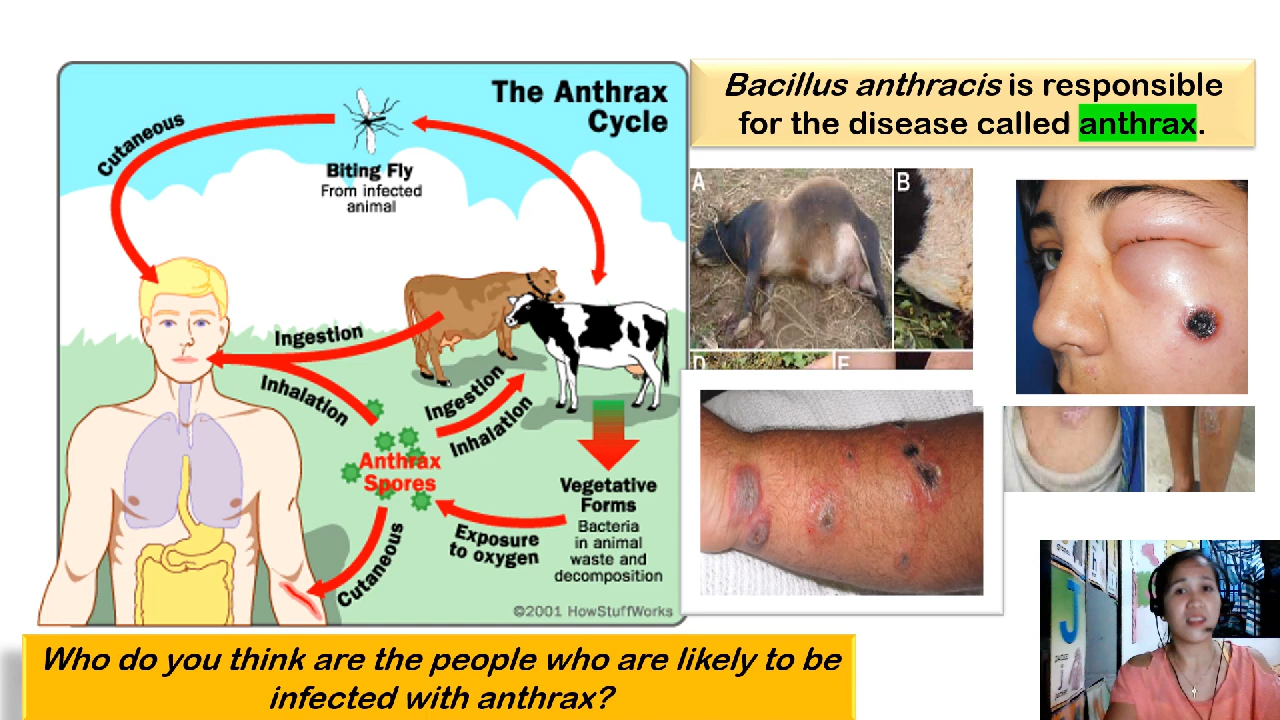 The Anthrax
Cycle
Cutaneous
Biting Fly
From infected
animal
Ingestion
Inhalation
Ingestion
Inhalation
Anthrax
Spores
Vegetative
Forms
Bacteria
in animal
waste and
decomposition
Exposure
to oxygen
Cutaneous
©2001 HowStuffWorks
Bacillus anthracis is responsible
for the disease called anthrax.
A
B
D
E
J
Who do you think are the people who are likely to be
infected with anthrax?